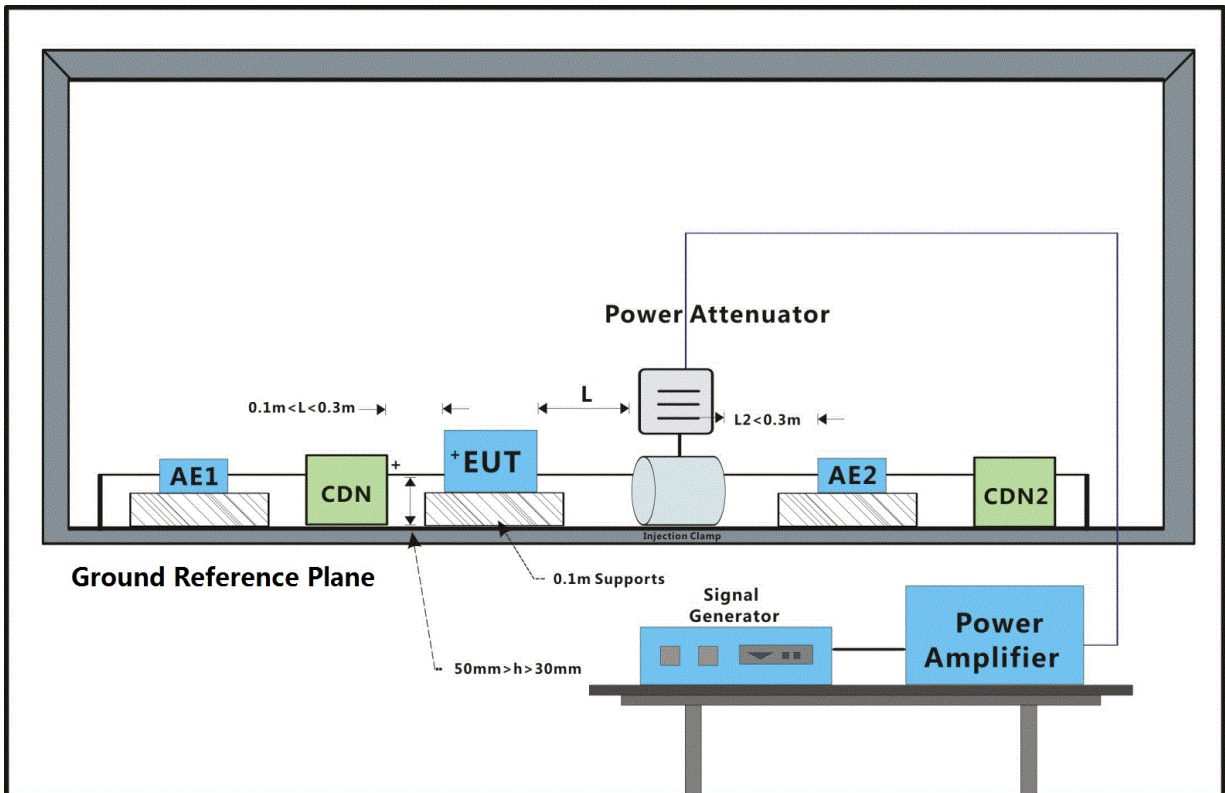 Power Attenuator
0.1m<L<0.3m
L
L2<0.3m
AE1
CDN
+
+EUT
AE2
CDN2
Injection Clamp
Ground Reference Plane
0.1m Supports
Signal
Generator
Power
Amplifier
50mm>h>30mm